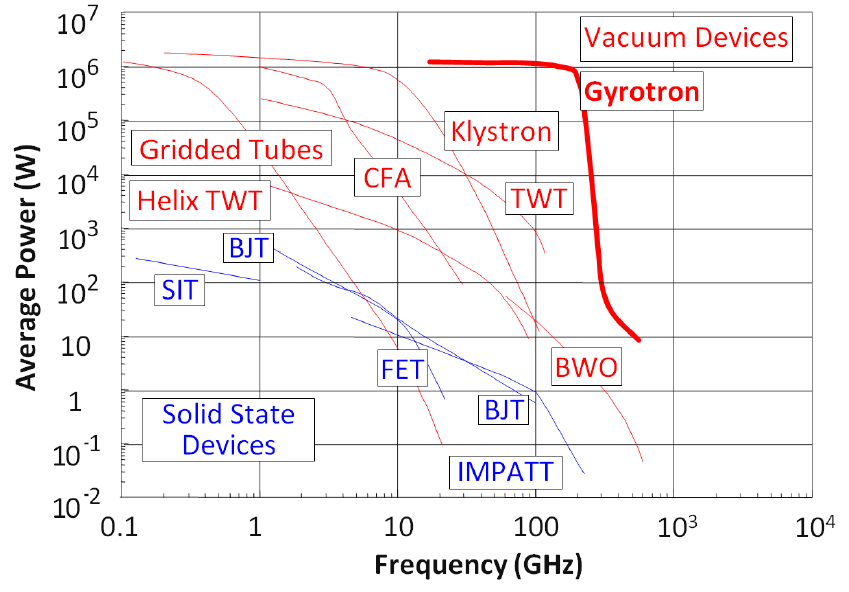 10^7
10^6
10^5
10^4
10^3
10^2
10
1
10^-1
10^-2
Average Power (W)
Vacuum Devices
Gyrotron
Klystron
Gridded Tubes
CFA
Helix TWT
TWT
BJT
SIT
FET
BWO
BJT
Solid State
Devices
IMPATT
0.1
1
10
100
10^3
10^4
Frequency (GHz)